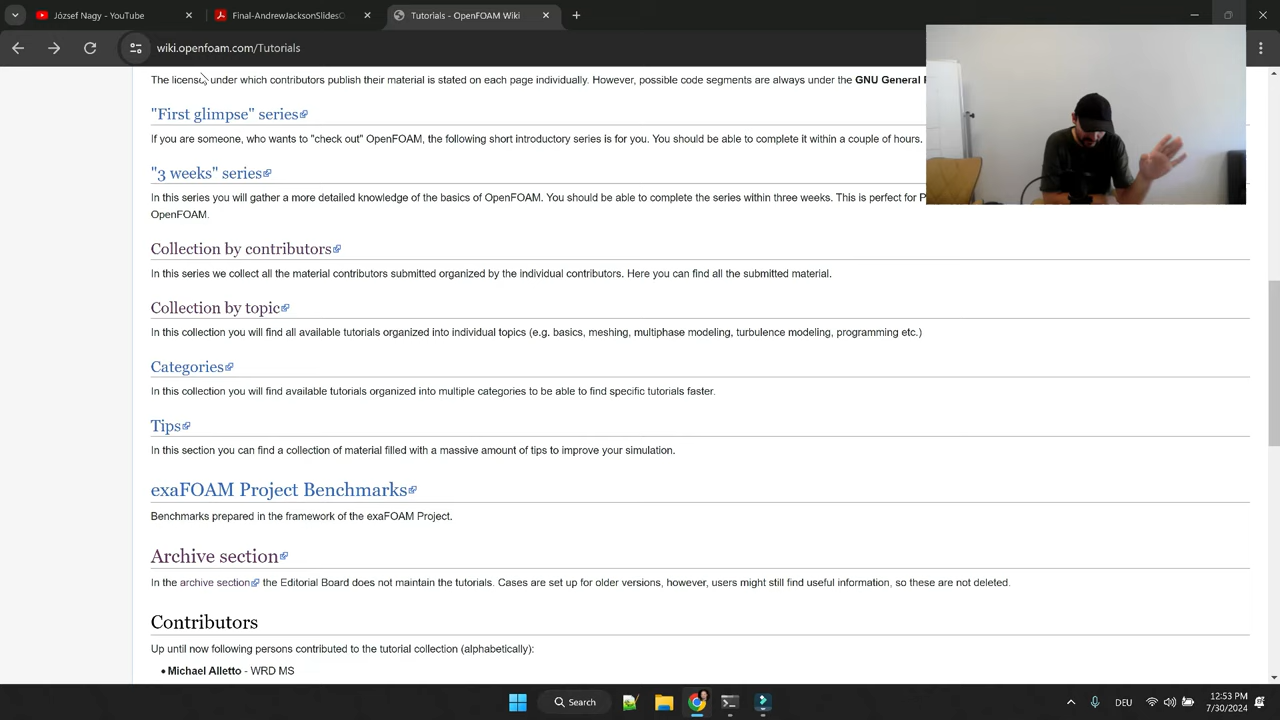 József Nagy - YouTube
Final-AndrewJacksonSlides
Tutorials - OpenFOAM Wiki
wiki.openfoam.com/Tutorials
The license, under which contributors publish their material is stated on each page individually. However, possible code segments are always under the GNU General
"First glimpse" series
If you are someone, who wants to "check out" OpenFOAM, the following short introductory series is for you. You should be able to complete it within a couple of hours.
"3 weeks" series
In this series you will gather a more detailed knowledge of the basics of OpenFOAM. You should be able to complete the series within three weeks. This is perfect for
OpenFOAM.
Collection by contributors
In this series we collect all the material contributors submitted organized by the individual contributors. Here you can find all the submitted material.
Collection by topic
In this collection you will find all available tutorials organized into individual topics (e.g. basics, meshing, multiphase modeling, turbulence modeling, programming etc.)
Categories
In this collection you will find available tutorials organized into multiple categories to be able to find specific tutorials faster.
Tips
In this section you can find a collection of material filled with a massive amount of tips to improve your simulation.
exaFOAM Project Benchmarks
Benchmarks prepared in the framework of the exaFOAM Project.
Archive section
In the archive section the Editorial Board does not maintain the tutorials. Cases are set up for older versions, however, users might still find useful information, so these are not deleted.
Contributors
Up until now following persons contributed to the tutorial collection (alphabetically):
• Michael Alletto - WRD MS
Search
DEU
12:53 PM
7/30/2024